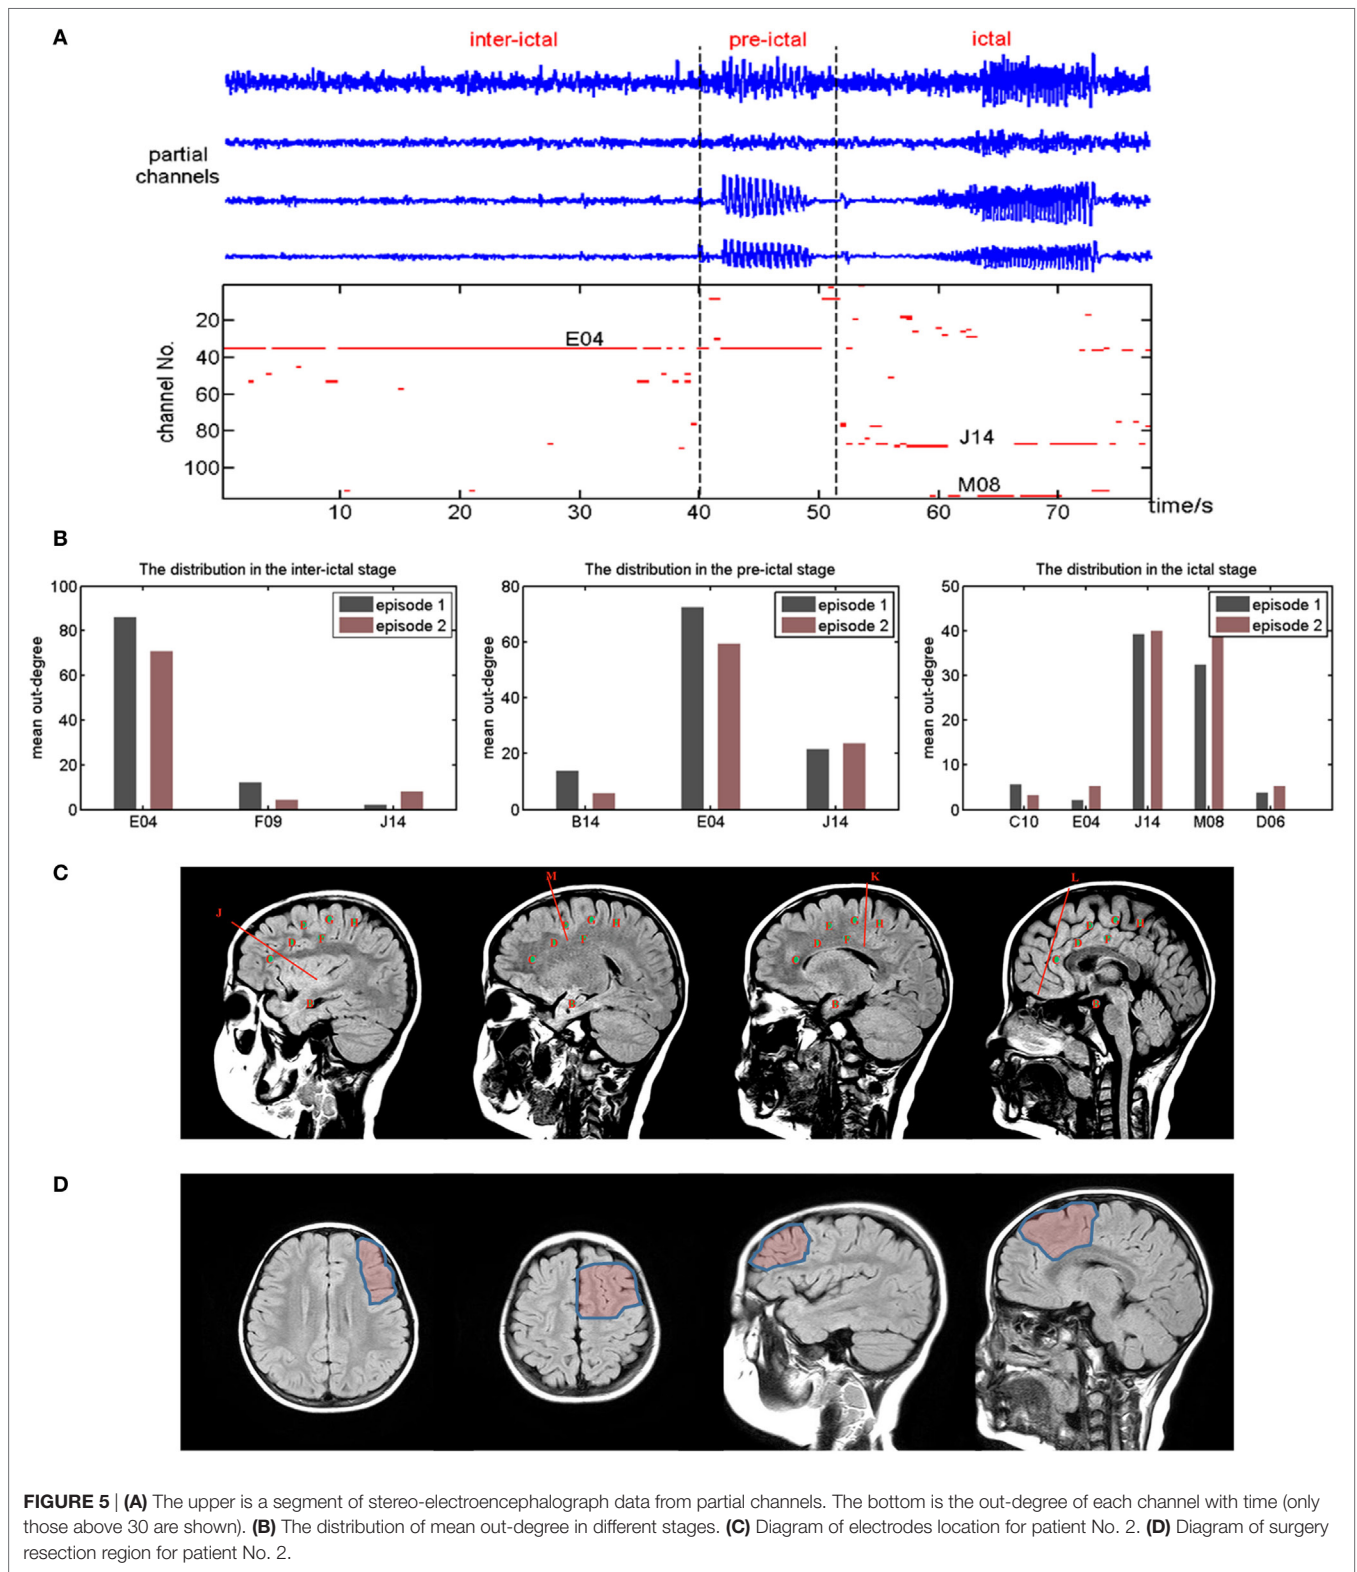 A
inter-ictal pre-ictal ictal
partial
channels
channel No.
20
40
60
80
100
E04
J14
M08
10 20 30 40 50 60 70 time/s
B
The distribution in the inter-ictal stage
mean out-degree
100
80
60
40
20
0
episode 1
episode 2
E04 F09 J14
The distribution in the pre-ictal stage
mean out-degree
80
60
40
20
0
episode 1
episode 2
B14 E04 J14
The distribution in the ictal stage
mean out-degree
50
40
30
20
10
0
episode 1
episode 2
C10 E04 J14 M08 D06
C
J
E G H
D F
C
B
M
G H
D
C
B
K
E G H
D F
C
B
L
G H
D F
C
D
FIGURE 5 | (A) The upper is a segment of stereo-electroencephalograph data from partial channels. The bottom is the out-degree of each channel with time (only
those above 30 are shown). (B) The distribution of mean out-degree in different stages. (C) Diagram of electrodes location for patient No. 2. (D) Diagram of surgery
resection region for patient No. 2.